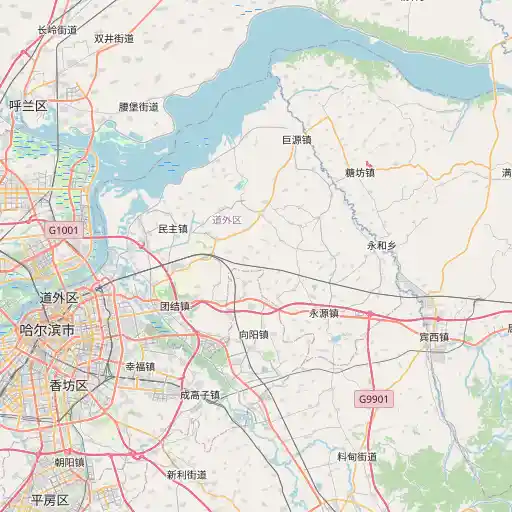 长岭街道
双井街道
呼兰区
腰堡街道
巨源镇
糖坊镇
满
道外区
民主镇
G1001
永和乡
道外区
团结镇
永源镇
哈尔滨市
向阳镇
宾西镇
幸福镇
香坊区
成高子镇
G9901
料甸街道
朝阳镇
新利街道
平房区